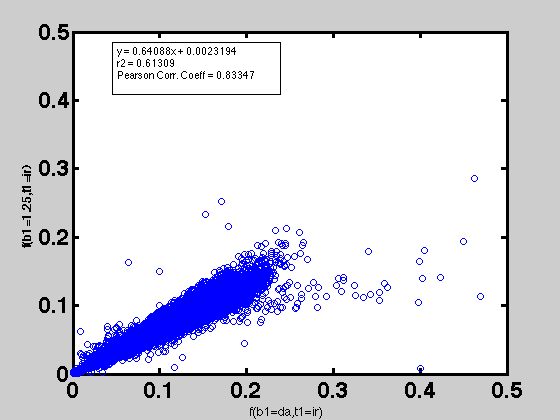 y = 0.64088x + 0.0023194
r2 = 0.61309
Pearson Corr. Coeff = 0.83347
0.5
0.4
0.3
0.2
0.1
0
f(b1=1.25,t1=ir)
0 0.1 0.2 0.3 0.4 0.5
f(b1=da,t1=ir)